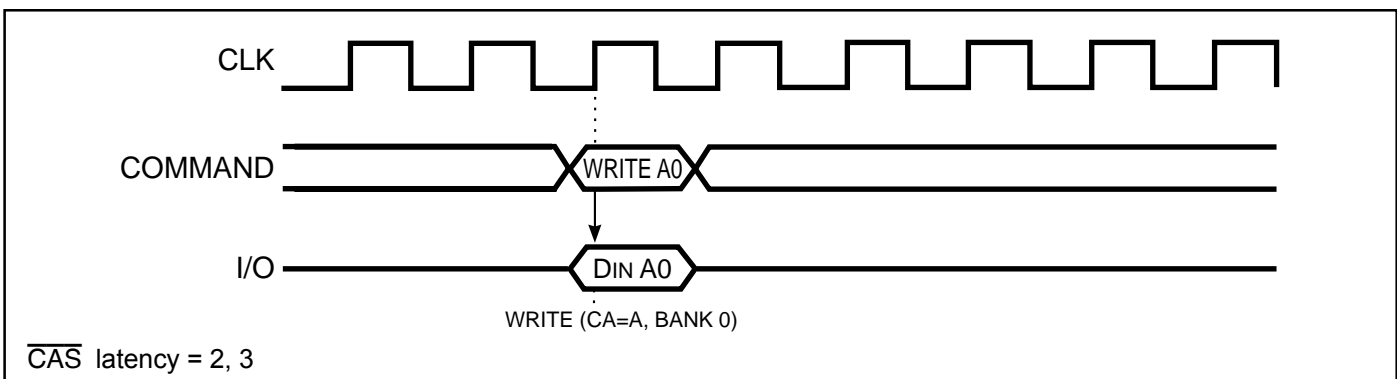 CLK
COMMAND WRITE A0
I/O DIN A0
WRITE (CA=A, BANK 0)
CAS latency = 2, 3